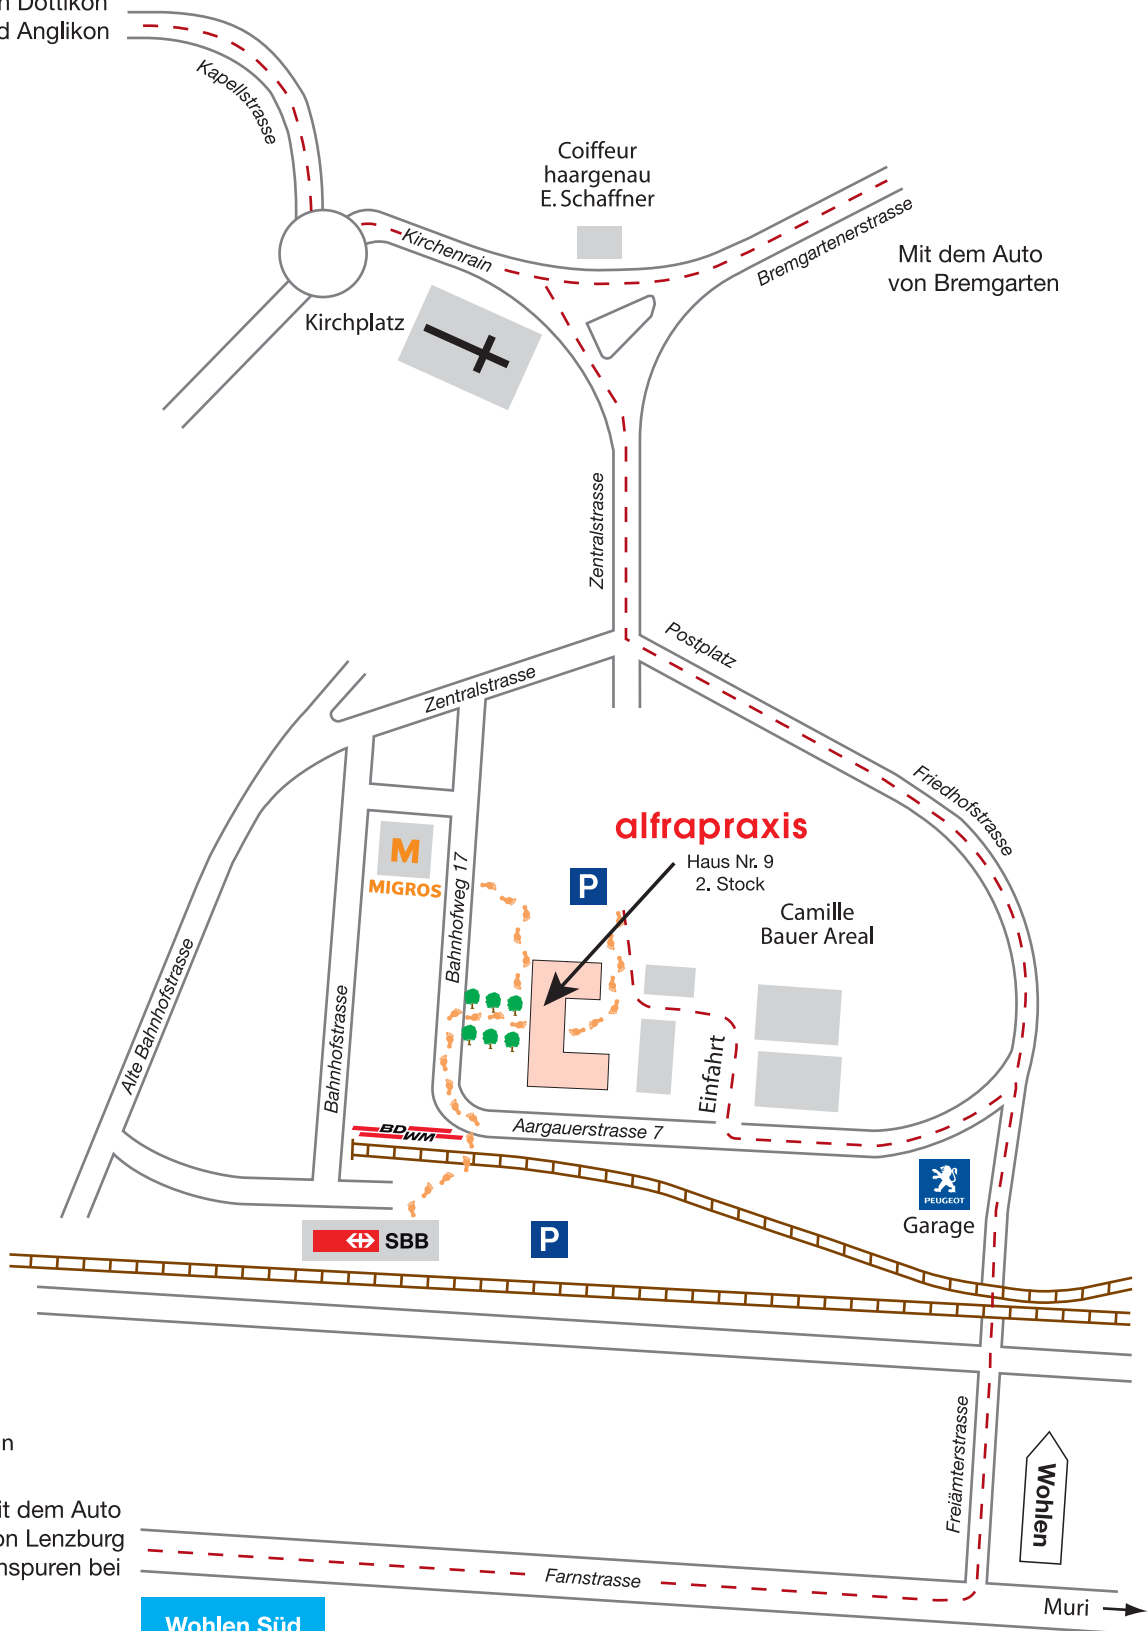 Dottikon
Anglikon
Kapellstrasse
Coiffeur
haargenau
E. Schaffner
Kirchenrain
Bremgartenerstrasse
Mit dem Auto
von Bremgarten
Kirchplatz
Zentralstrasse
Postplatz
Zentralstrasse
Friedhofstrasse
alfrapraxis
Haus Nr. 9
2. Stock
P
M
MIGROS
Camille
Bauer Areal
Bahnhofweg 17
Alte Bahnhofstrasse
Bahnhofstrasse
Einfahrt
Aargauerstrasse 7
BDWM
PEUGEOT
Garage
SBB
P
Freiämterstrasse
Wohlen
n
it dem Auto
on Lenzburg
nspuren bei
Farnstrasse
Muri
Wohlen Süd